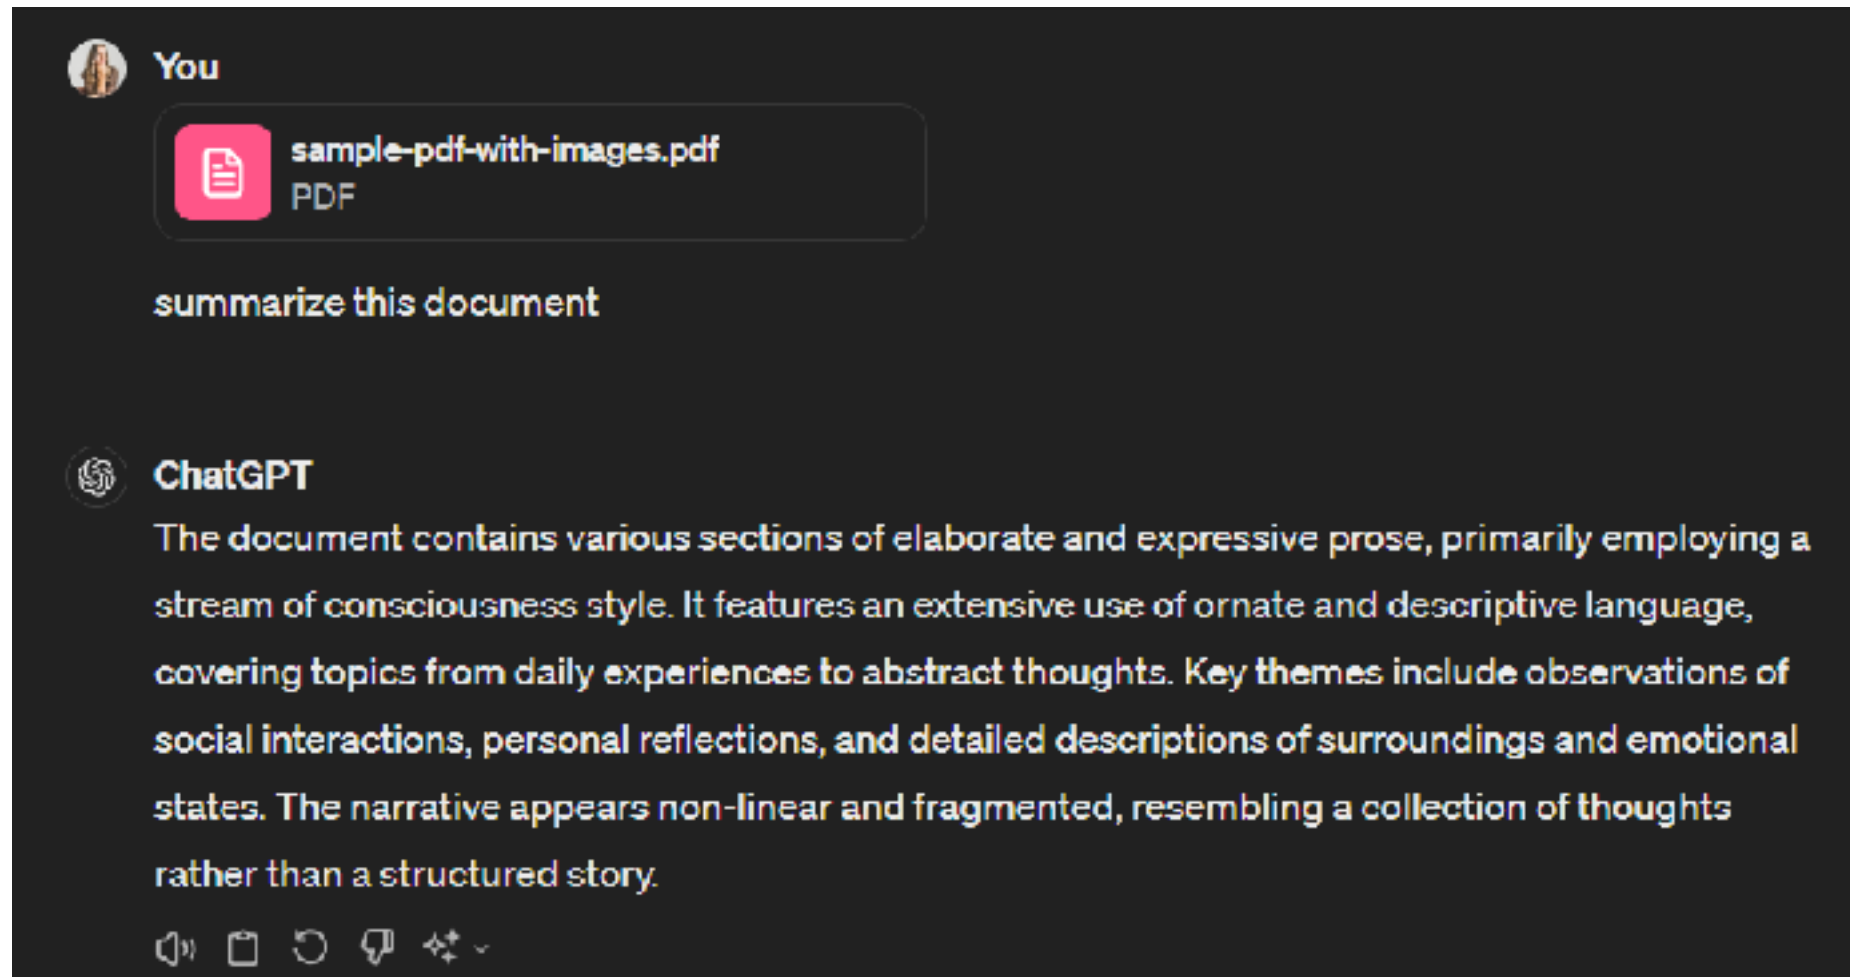 You
sample-pdf-with-images.pdf
PDF
summarize this document
ChatGPT
The document contains various sections of elaborate and expressive prose, primarily employing a
stream of consciousness style. It features an extensive use of ornate and descriptive language,
covering topics from daily experiences to abstract thoughts. Key themes include observations of
social interactions, personal reflections, and detailed descriptions of surroundings and emotional
states. The narrative appears non-linear and fragmented, resembling a collection of thoughts
rather than a structured story.